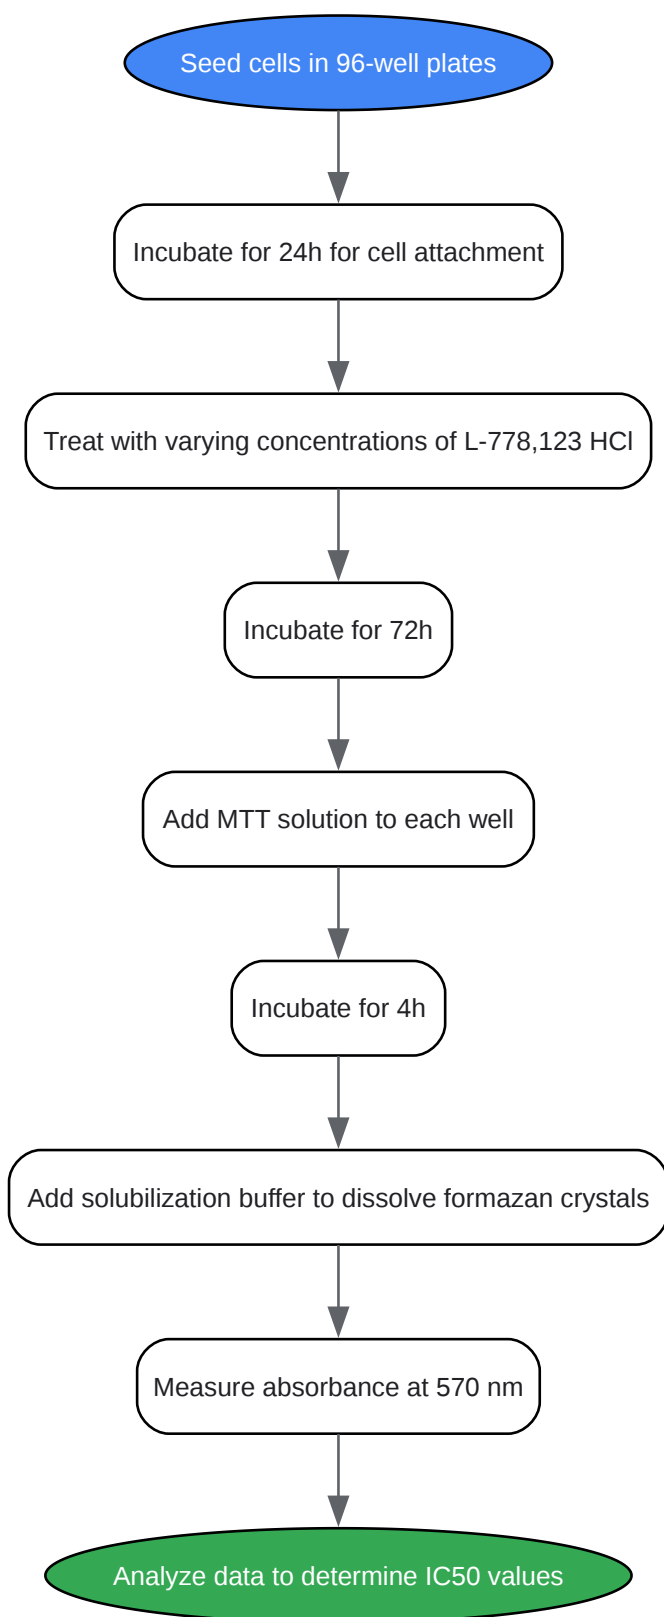 Seed cells in 96-well plates
Incubate for 24h for cell attachment
Treat with varying concentrations of L-778,123 HCl
Incubate for 72h
Add MTT solution to each well
Incubate for 4h
Add solubilization buffer to dissolve formazan crystals
Measure absorbance at 570 nm
Analyze data to determine IC50 values